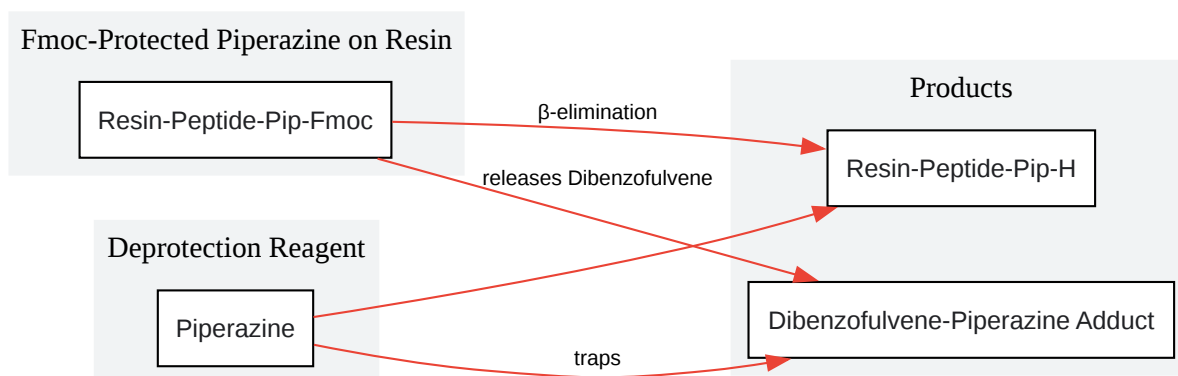 Fmoc-Protected Piperazine on Resin
Resin-Peptide-Pip-Fmoc
β-elimination
releases Dibenzofulvene
Products
Resin-Peptide-Pip-H
Deprotection Reagent
Piperazine
traps
Dibenzofulvene-Piperazine Adduct